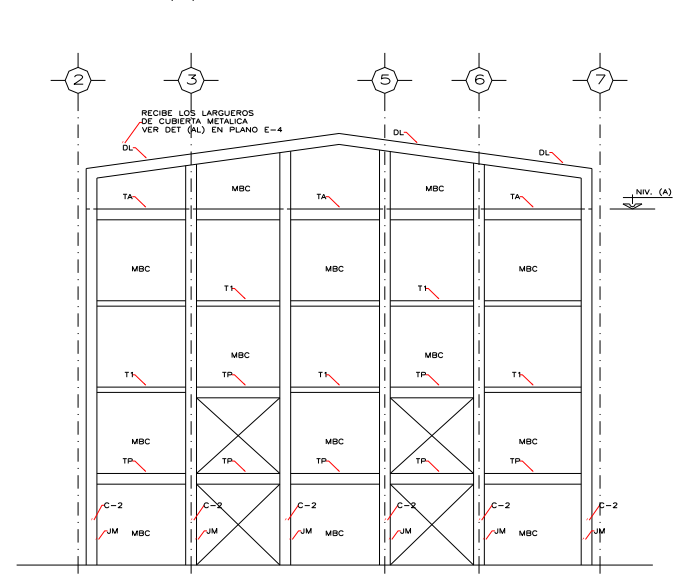 2 3 5 6 7
RECIBE LOS LARGUEROS
DE CUBIERTA METALICA
VER DET (AL) EN PLANO E-4
DL DL DL
MBC MBC
NIV. (A)
TA TA TA
MBC MBC MBC
T1 T1
MBC MBC
T1 TP T1 TP T1
MBC MBC MBC
TP TP TP TP TP
C-2 C-2 C-2 C-2 C-2 C-2
JM MBC JM JM MBC JM JM MBC JM